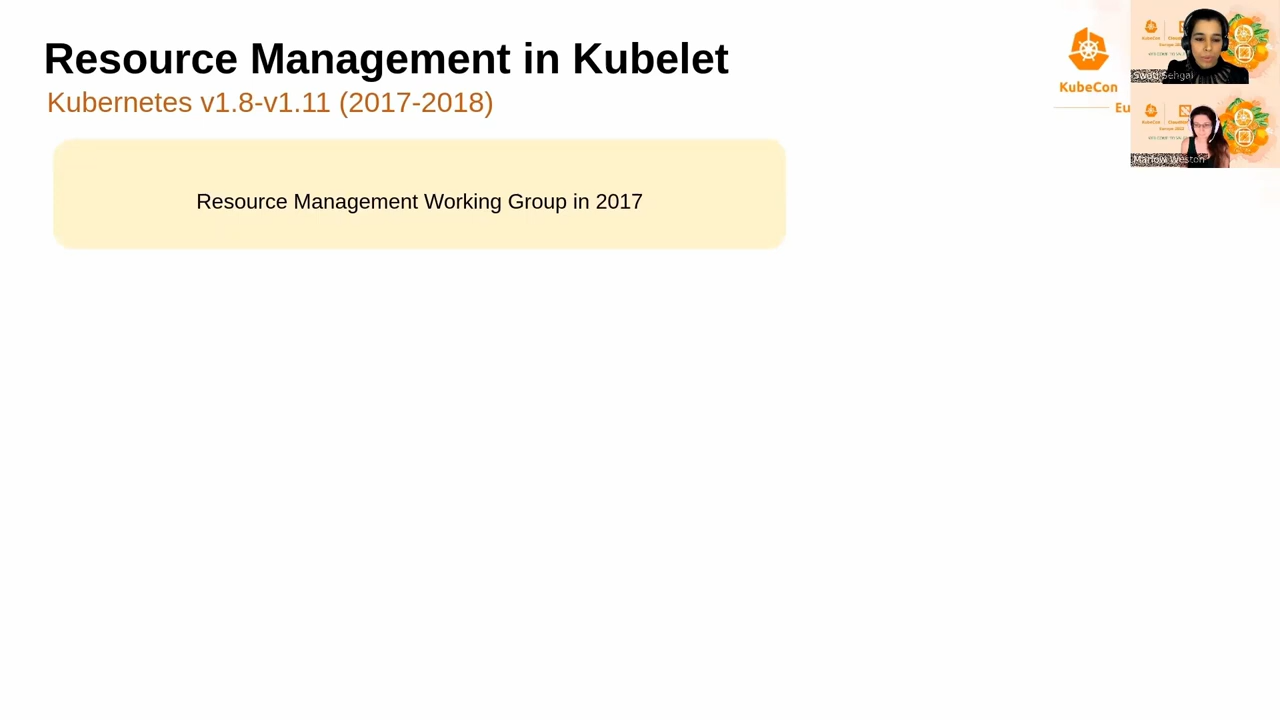 Resource Management in Kubelet
Kubernetes v1.8-v1.11 (2017-2018)
Resource Management Working Group in 2017
KubeCon
Eu
Swati Sehgal
Marlow Weston